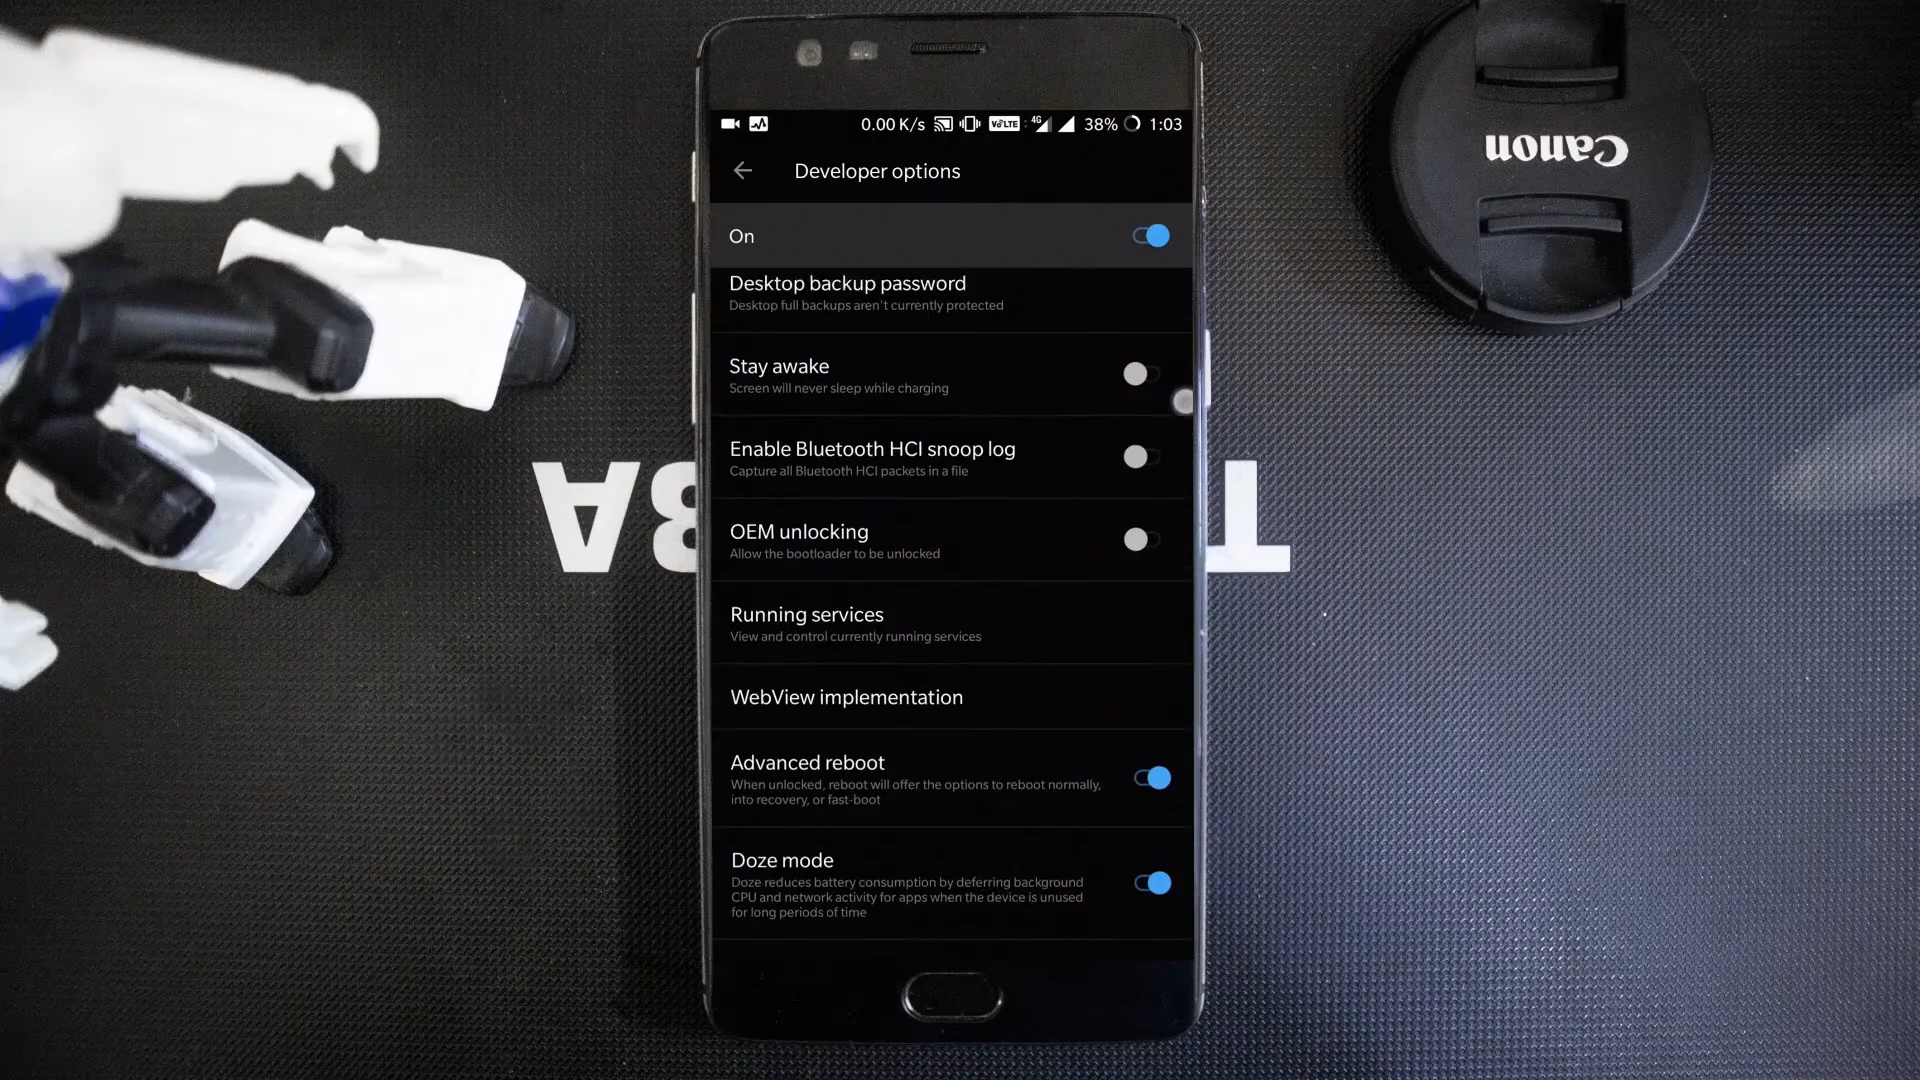 0.00 K/s VoLTE 4G 38% 1:03
Developer options
On
Desktop backup password
Desktop full backups aren't currently protected
Stay awake
Screen will never sleep while charging
Enable Bluetooth HCI snoop log
Capture all Bluetooth HCI packets in a file
OEM unlocking
Allow the bootloader to be unlocked
Running services
View and control currently running services
WebView implementation
Advanced reboot
When unlocked, reboot will offer the options to reboot normally,
into recovery, or fast-boot
Doze mode
Doze reduces battery consumption by deferring background
CPU and network activity for apps when the device is unused
for long periods of time
Canon